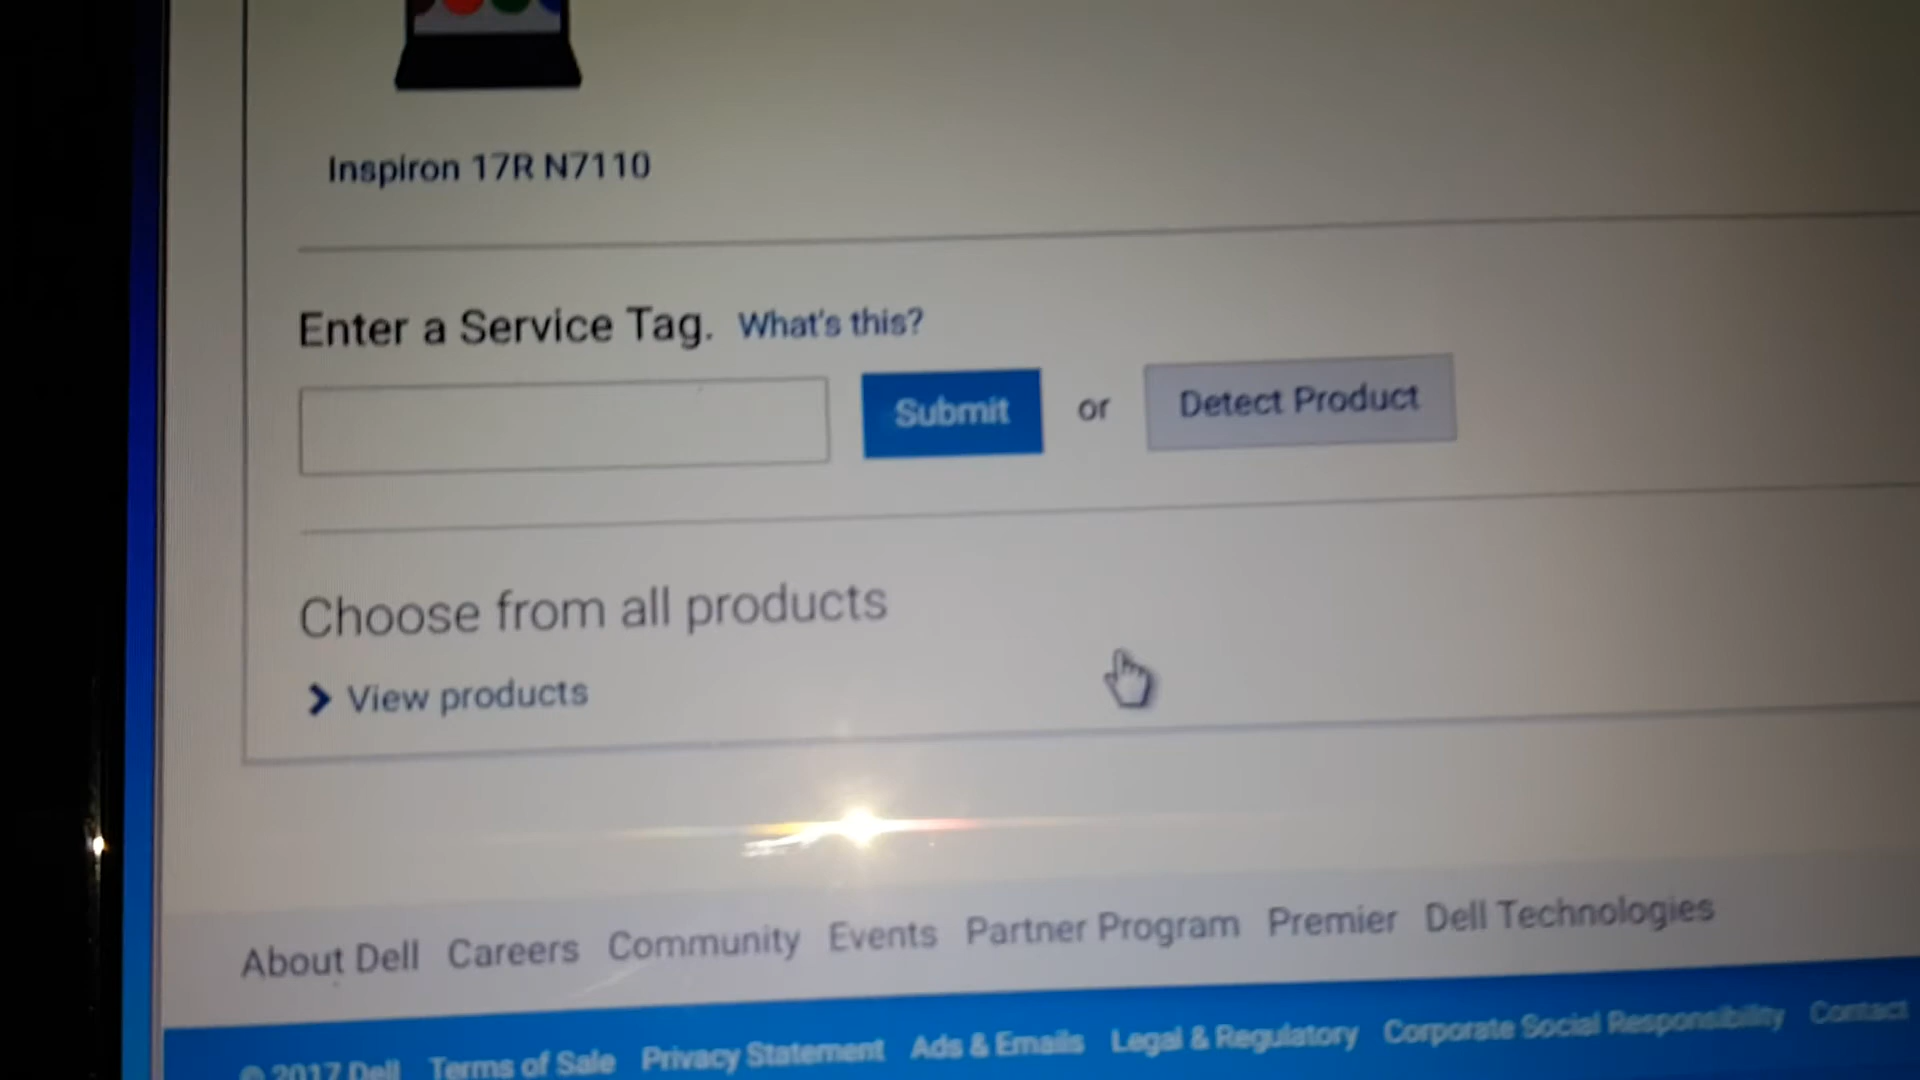 Inspiron 17R N7110
Enter a Service Tag. What's this?
Submit or Detect Product
Choose from all products
View products
About Dell Careers Community Events Partner Program Premier Dell Technologies
© 2017 Dell Terms of Sale Privacy Statement Ads & Emails Legal & Regulatory Corporate Social Responsibility Contact